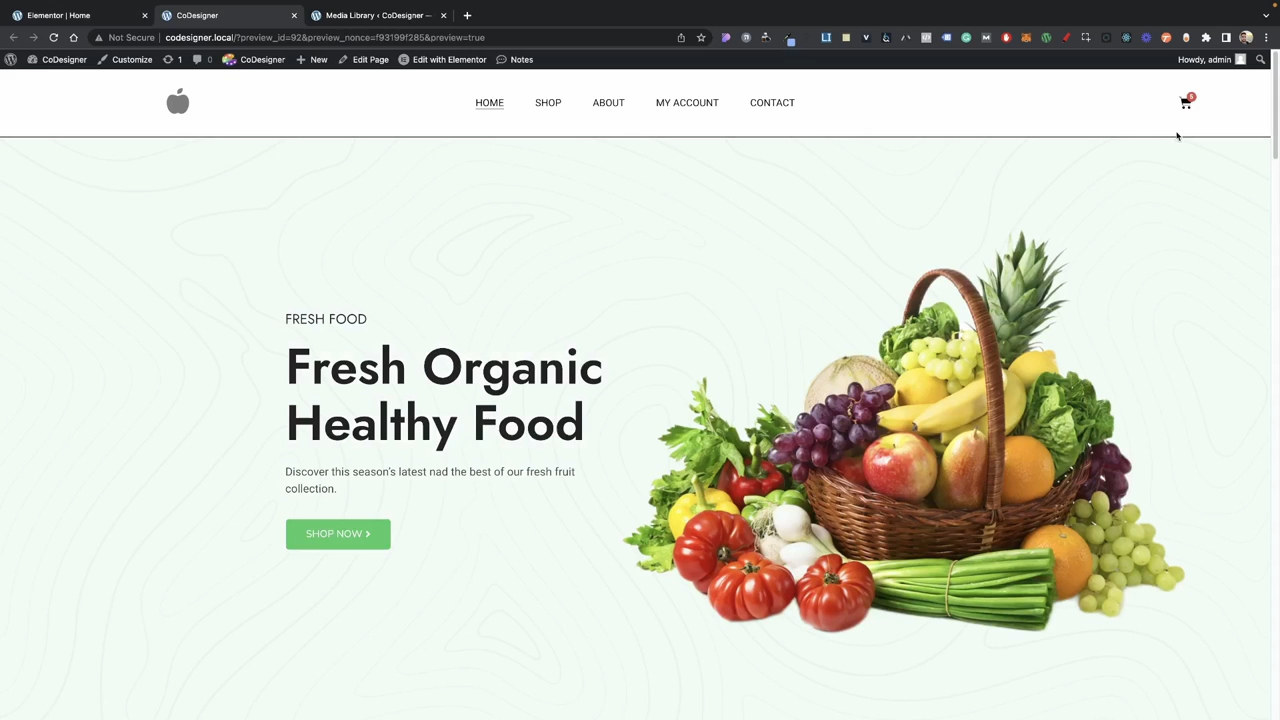 Elementor | Home
CoDesigner
Media Library ‹ CoDesigner —
Not Secure | codesigner.local/?preview_id=92&preview_nonce=f93199f285&preview=true
CoDesigner
Customize
1
0
CoDesigner
New
Edit Page
Edit with Elementor
Notes
Howdy, admin
HOME
SHOP
ABOUT
MY ACCOUNT
CONTACT
FRESH FOOD
Fresh Organic
Healthy Food
Discover this season's latest nad the best of our fresh fruit
collection.
SHOP NOW